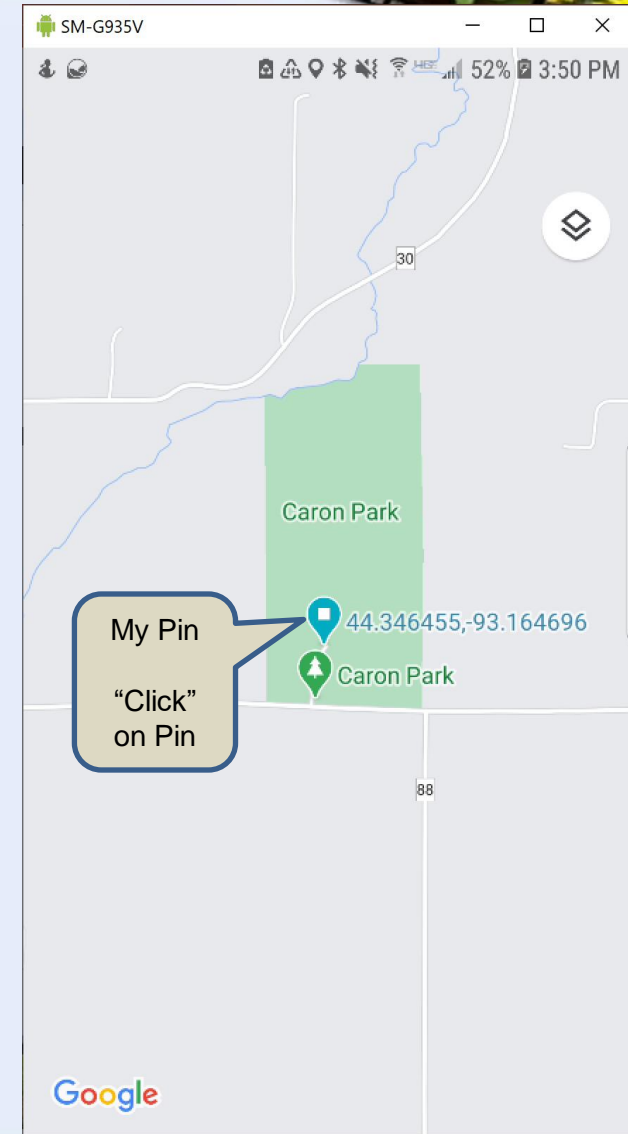 SM-G935V
52% 3:50 PM
30
Caron Park
My Pin
“Click”
on Pin
44.346455,-93.164696
Caron Park
88
Google